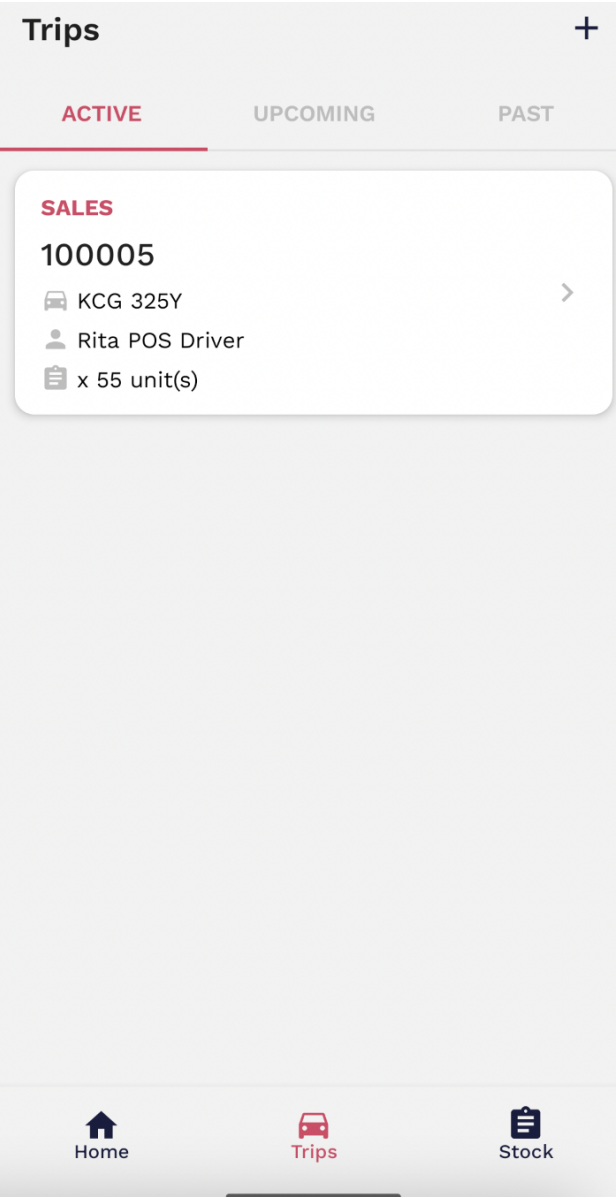 Trips
ACTIVE UPCOMING PAST
SALES
100005
KCG 325Y
Rita POS Driver
x 55 unit(s)
Home Trips Stock